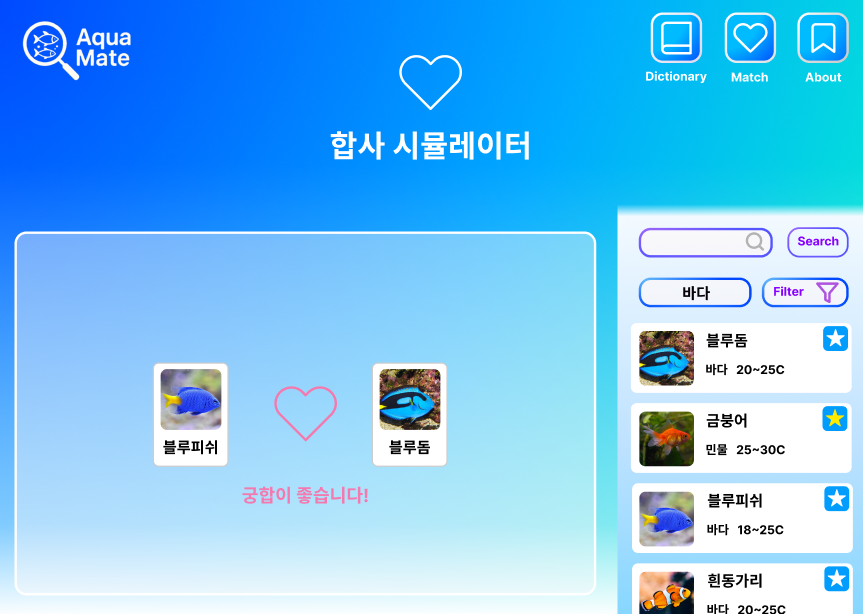 Aqua
Mate
Dictionary
Match
About
합사 시뮬레이터
Search
바다
Filter
블루피쉬
블루돔
궁합이 좋습니다!
블루돔
바다 20~25C
금붕어
민물 25~30C
블루피쉬
바다 18~25C
흰동가리
바다 20~25C